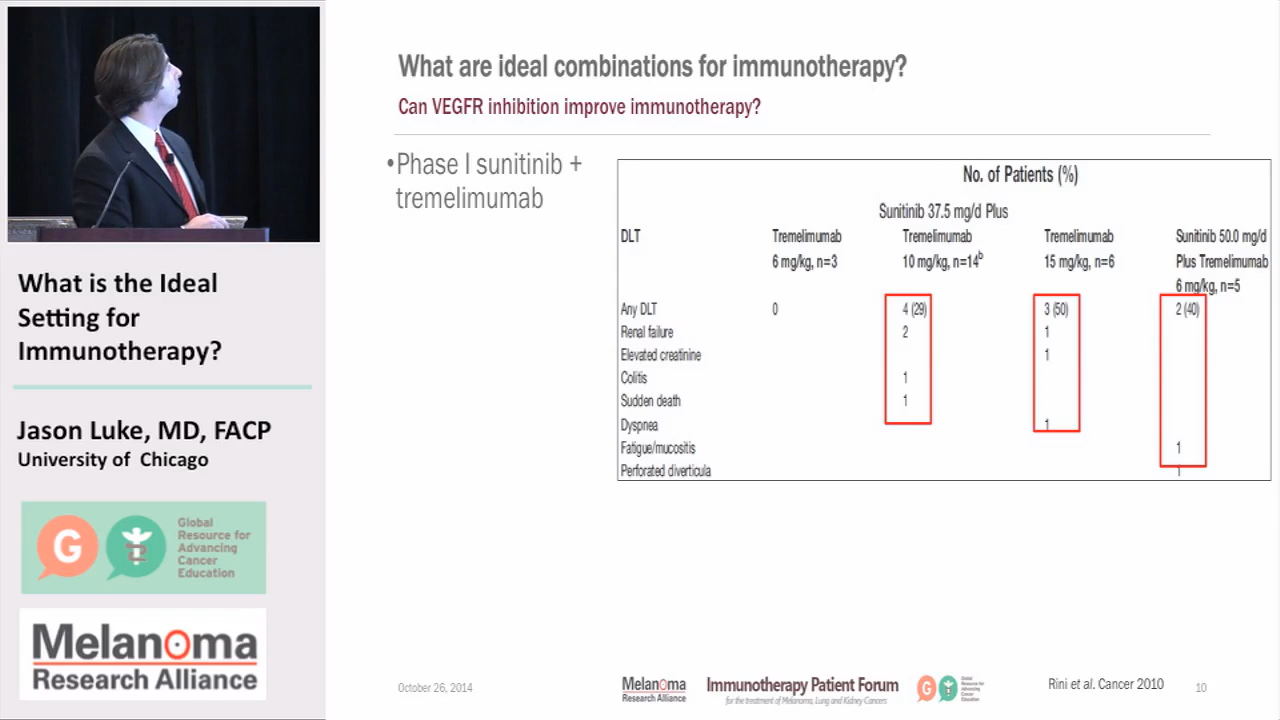 What are ideal combinations for immunotherapy?
Can VEGFR inhibition improve immunotherapy?
•Phase I sunitinib +
tremelimumab
No. of Patients (%)
Sunitinib 37.5 mg/d Plus
DLT Tremelimumab Tremelimumab Tremelimumab Sunitinib 50.0 mg/d
6 mg/kg, n=3 10 mg/kg, n=14b 15 mg/kg, n=6 Plus Tremelimumab
6 mg/kg, n=5
Any DLT 0 4 (29) 3 (50) 2 (40)
Renal failure 2 1
Elevated creatinine 1
Colitis 1
Sudden death 1
Dyspnea 1
Fatigue/mucositis 1
Perforated diverticula 1
What is the Ideal
Setting for
Immunotherapy?
Jason Luke, MD, FACP
University of Chicago
G
Global
Resource for
Advancing
Cancer
Education
Melanoma
Research Alliance
October 26, 2014
Melanoma
Research Alliance
Immunotherapy Patient Forum
for the treatment of Melanoma, Lung and Kidney Cancers
G
Global
Resource for
Advancing
Cancer
Education
Rini et al. Cancer 2010
10